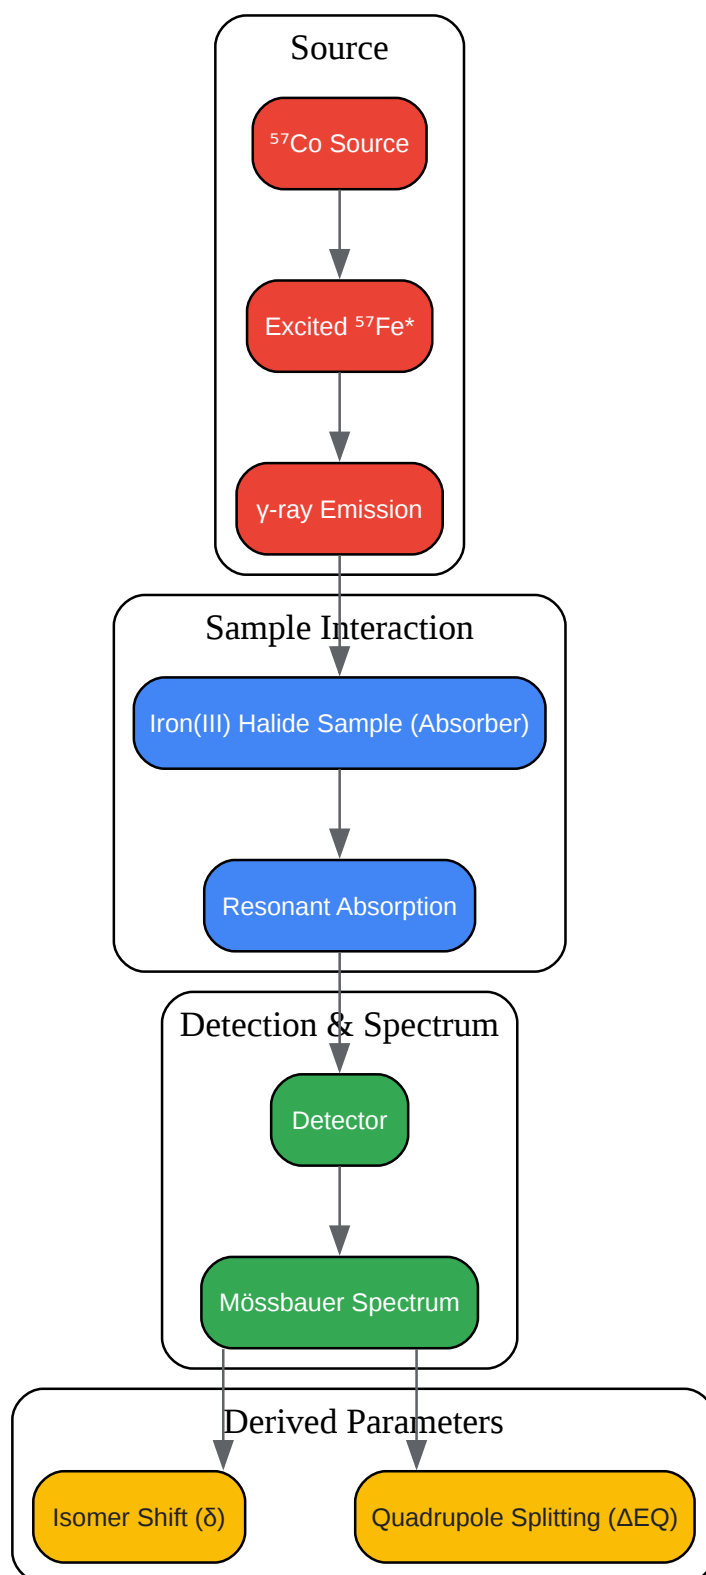 Source
⁵⁷Co Source
Excited ⁵⁷Fe*
γ-ray Emission
Sample Interaction
Iron(III) Halide Sample (Absorber)
Resonant Absorption
Detection & Spectrum
Detector
Mössbauer Spectrum
Derived Parameters
Isomer Shift (δ)
Quadrupole Splitting (ΔEQ)